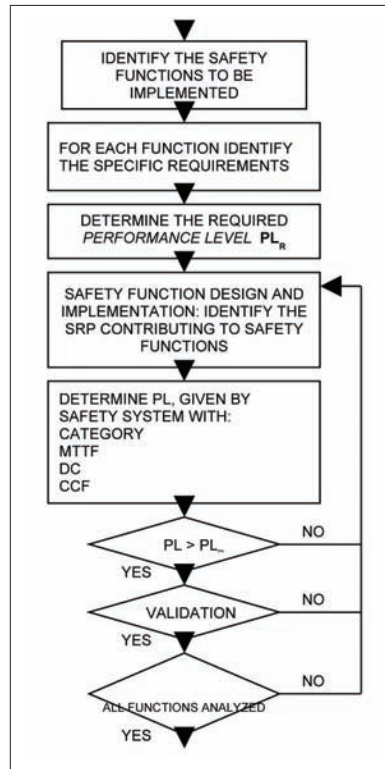 IDENTIFY THE SAFETY
FUNCTIONS TO BE
IMPLEMENTED
FOR EACH FUNCTION IDENTIFY
THE SPECIFIC REQUIREMENTS
DETERMINE THE REQUIRED
PERFORMANCE LEVEL PLR
SAFETY FUNCTION DESIGN AND
IMPLEMENTATION: IDENTIFY THE
SRP CONTRIBUTING TO SAFETY
FUNCTIONS
DETERMINE PL, GIVEN BY
SAFETY SYSTEM WITH:
CATEGORY
MTTF
DC
CCF
PL > PL
NO
YES
VALIDATION
NO
YES
ALL FUNCTIONS ANALYZED
NO
YES